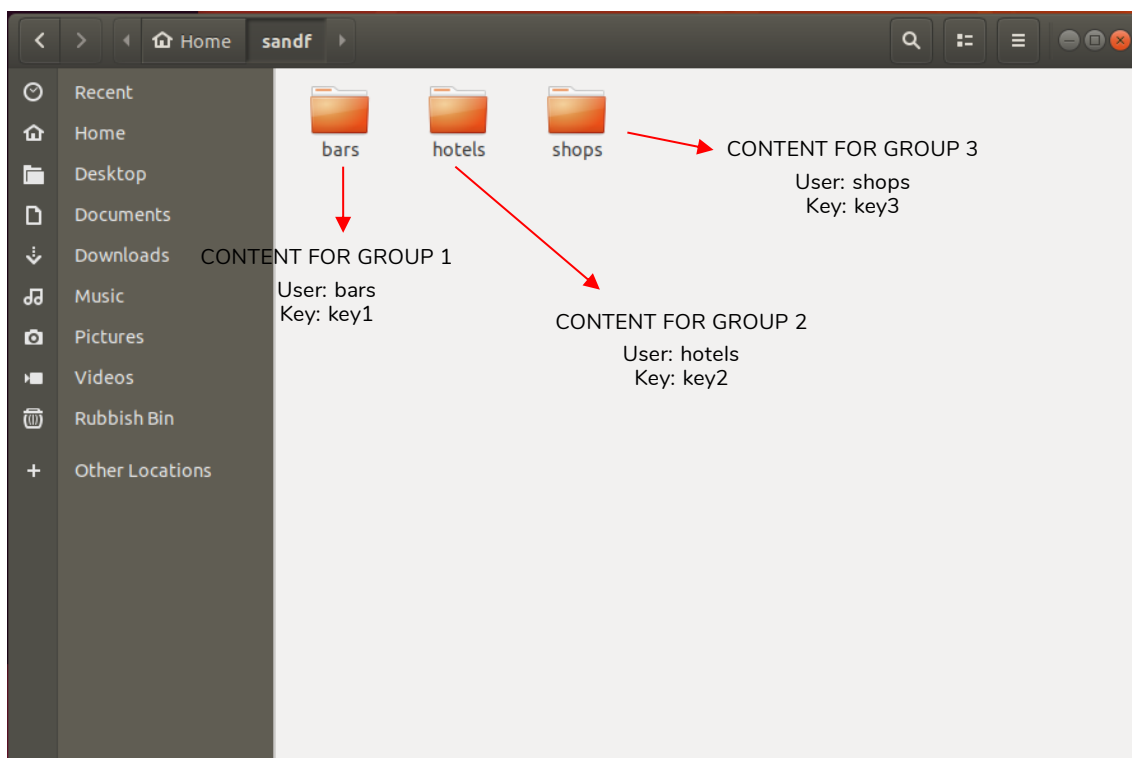 Home sandf
Recent
Home
Desktop
Documents
Downloads
Music
Pictures
Videos
Rubbish Bin
Other Locations
bars hotels shops
CONTENT FOR GROUP 3
User: shops
Key: key3
CONTENT FOR GROUP 1
User: bars
Key: key1
CONTENT FOR GROUP 2
User: hotels
Key: key2